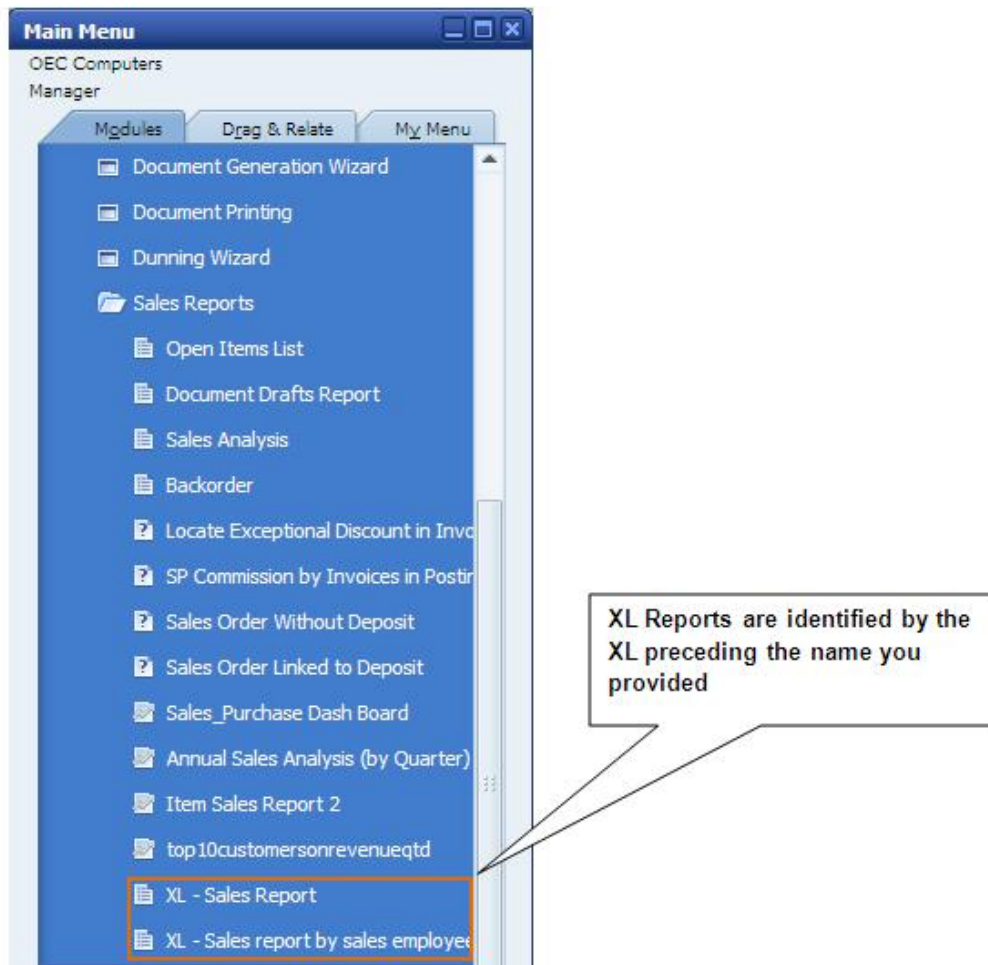 Main Menu
OEC Computers
Manager
Modules
Drag & Relate
My Menu
Document Generation Wizard
Document Printing
Dunning Wizard
Sales Reports
Open Items List
Document Drafts Report
Sales Analysis
Backorder
Locate Exceptional Discount in Invo
SP Commission by Invoices in Postin
Sales Order Without Deposit
Sales Order Linked to Deposit
Sales_Purchase Dash Board
Annual Sales Analysis (by Quarter)
Item Sales Report 2
top10customersonrevenueqtd
XL - Sales Report
XL - Sales report by sales employee
XL Reports are identified by the
XL preceding the name you
provided